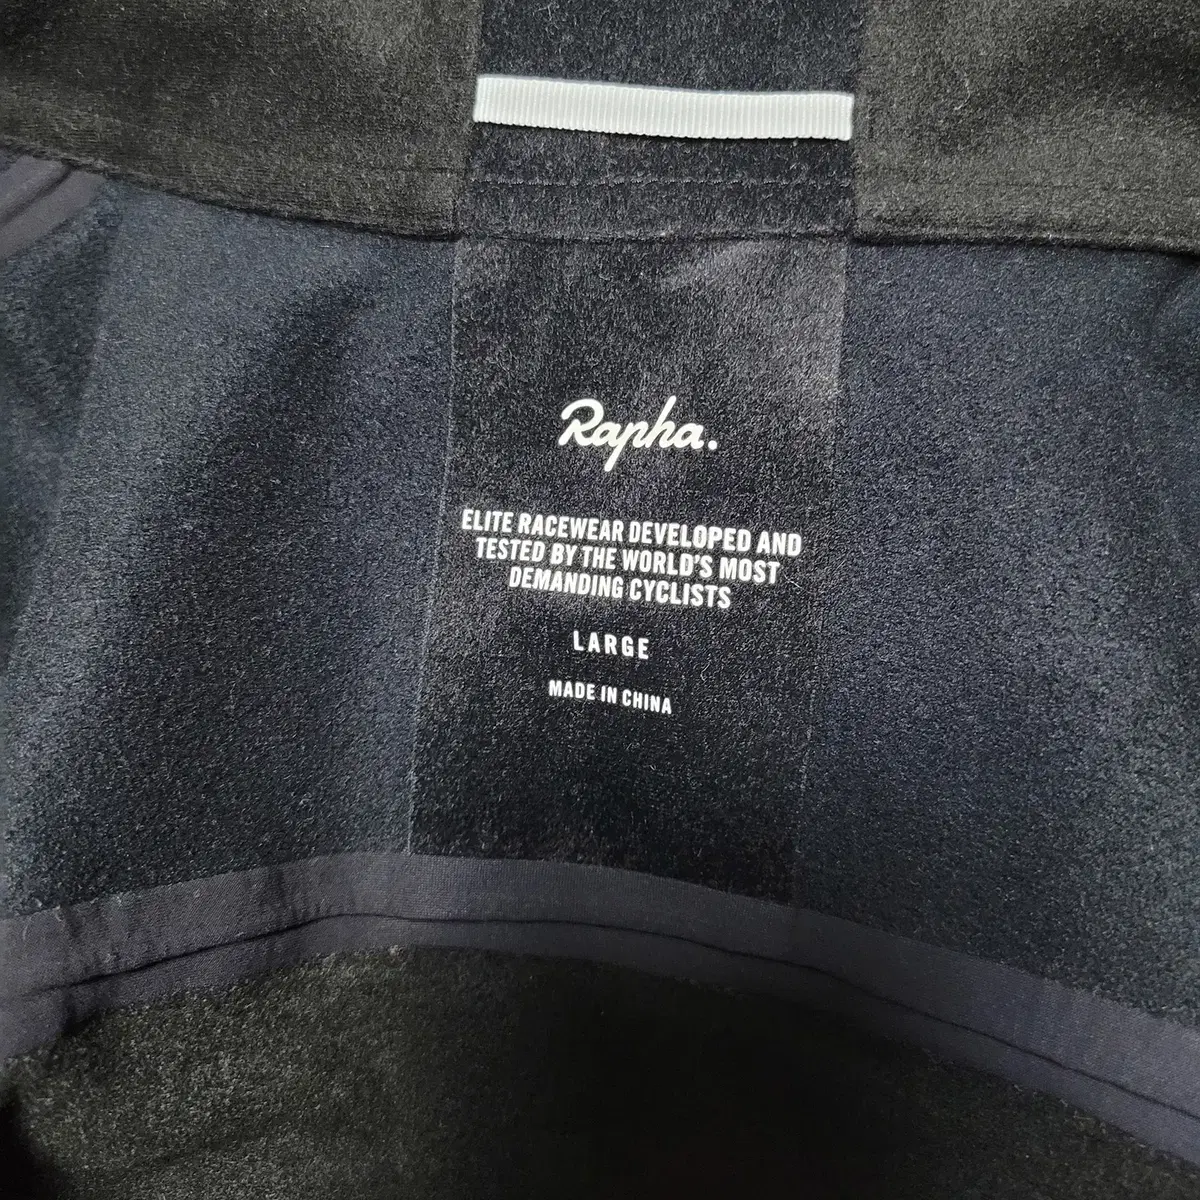 Rapha.
ELITE RACEWEAR DEVELOPED AND
TESTED BY THE WORLD'S MOST
DEMANDING CYCLISTS
LARGE
MADE IN CHINA